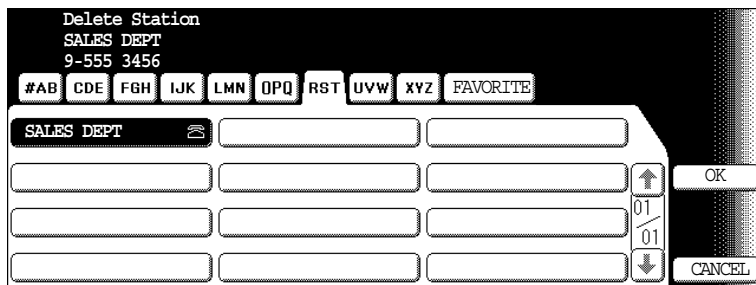 Delete Station
SALES DEPT
9-555 3456
#AB CDE FGH IJK LMN OPQ RST UVW XYZ FAVORITE
SALES DEPT
OK
01
01
CANCEL